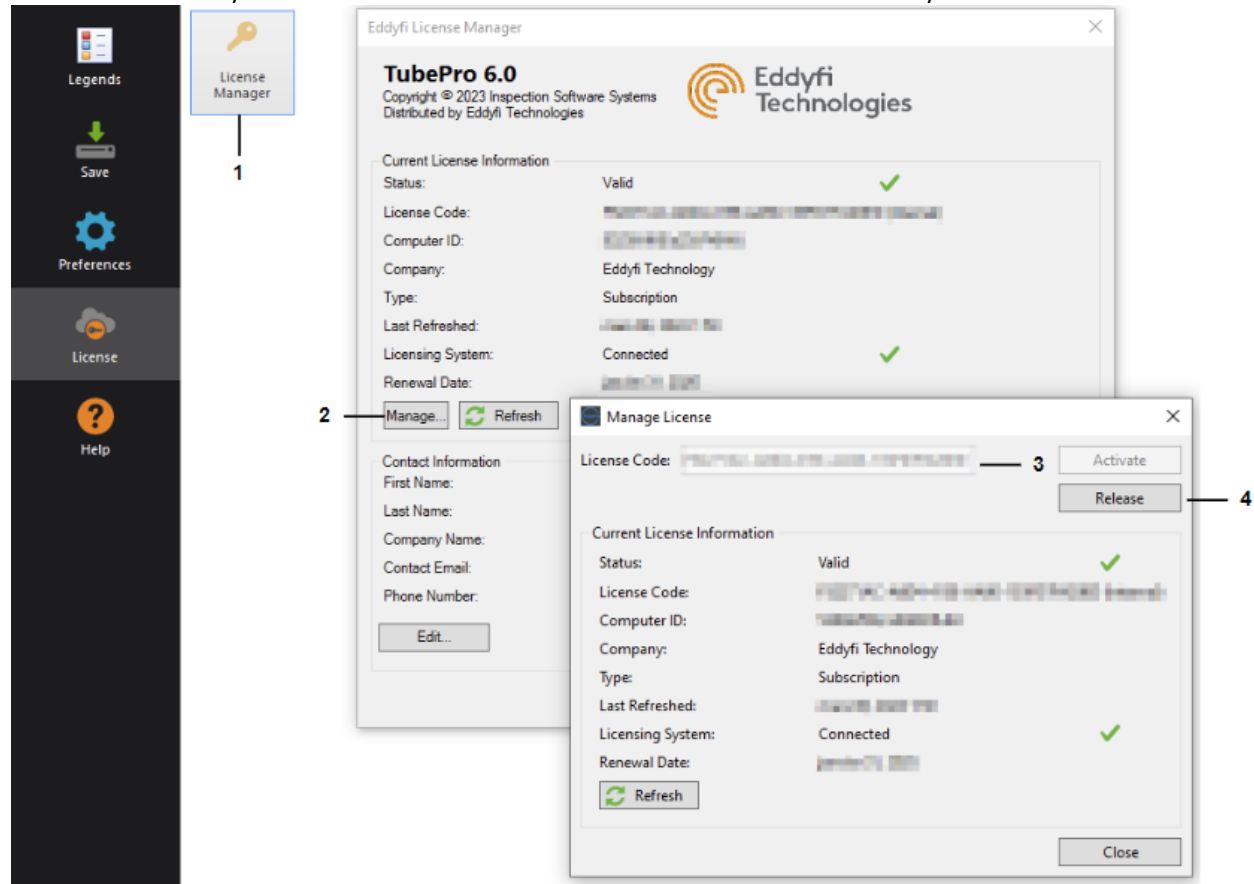 Legends
Save
Preferences
License
Help
License
Manager
1
Eddyfi License Manager
TubePro 6.0
Copyright © 2023 Inspection Software Systems
Distributed by Eddyfi Technologies
Eddyfi
Technologies
Current License Information
Status: Valid
License Code:
Computer ID:
Company: Eddyfi Technology
Type: Subscription
Last Refreshed:
Licensing System: Connected
Renewal Date:
2
Manage... Refresh
Contact Information
First Name:
Last Name:
Company Name:
Contact Email:
Phone Number:
Edit...
Manage License
License Code: 3 Activate
Release 4
Current License Information
Status: Valid
License Code:
Computer ID:
Company: Eddyfi Technology
Type: Subscription
Last Refreshed:
Licensing System: Connected
Renewal Date:
Refresh
Close